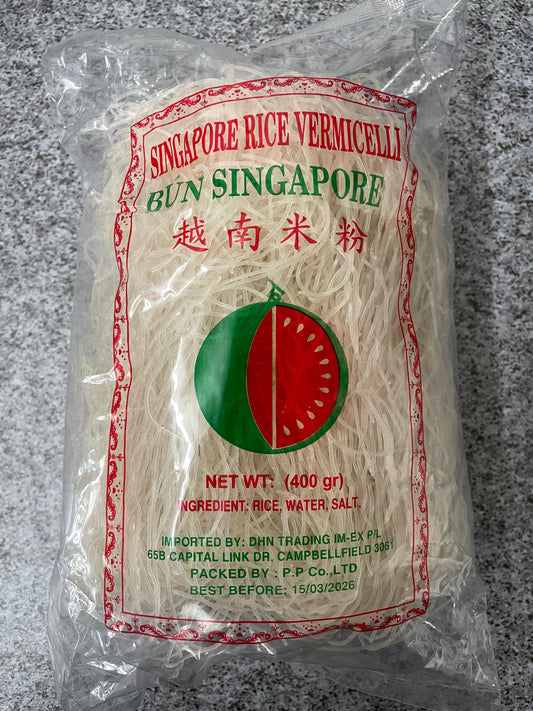 SINGAPORE RICE VERMICELLI
BUN SINGAPORE
越南米粉
NET WT: (400 gr)
INGREDIENT: RICE, WATER, SALT.
IMPORTED BY: DHN TRADING IM-EX P/L
65B CAPITAL LINK DR, CAMPBELLFIELD 3061
PACKED BY : P.P Co.,LTD
BEST BEFORE: 15/03/2026